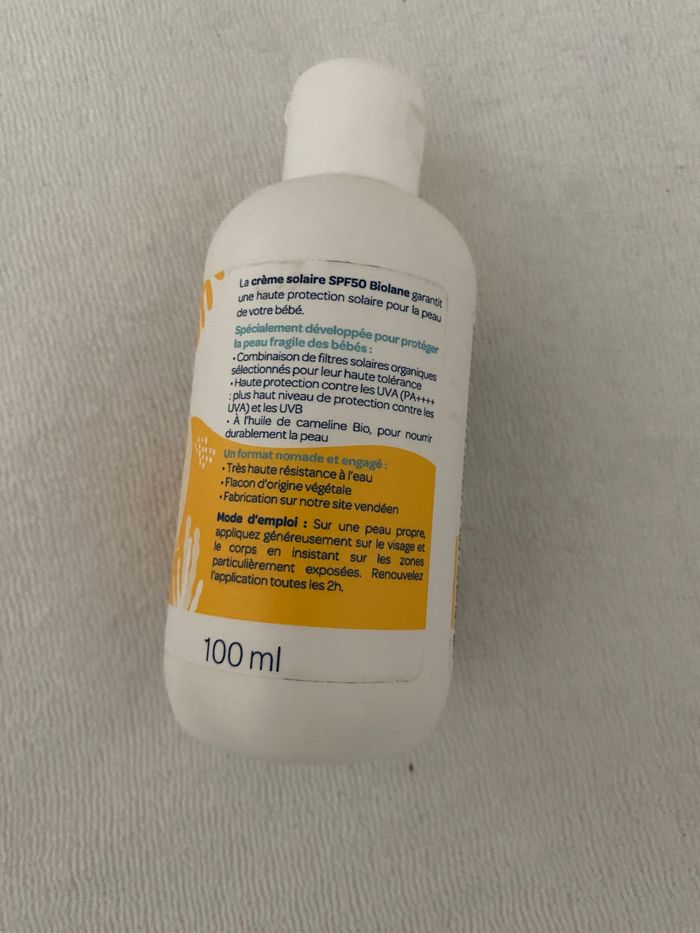 La crème solaire SPF50 Biolane garantit
une haute protection solaire pour la peau
de votre bébé.
Spécialement développée pour protéger
la peau fragile des bébés :
• Combinaison de filtres solaires organiques
sélectionnés pour leur haute tolérance
• Haute protection contre les UVA (PA++++
: plus haut niveau de protection contre les
UVA) et les UVB
• À l'huile de cameline Bio, pour nourrir
durablement la peau
Un format nomade et engagé :
• Très haute résistance à l'eau
• Flacon d'origine végétale
• Fabrication sur notre site vendéen
Mode d'emploi : Sur une peau propre,
appliquez généreusement sur le visage et
le corps en insistant sur les zones
particulièrement exposées. Renouvelez
l'application toutes les 2h.
100 ml